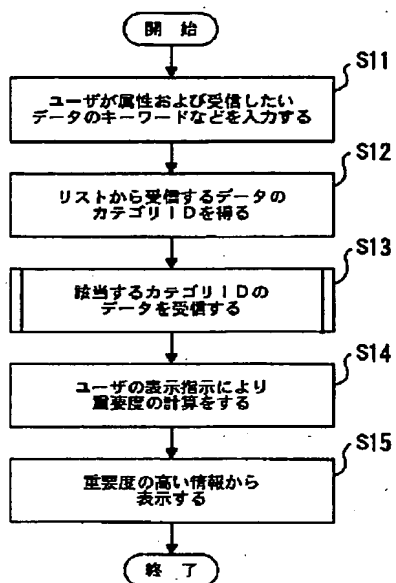 開始
S11
ユーザが属性および受信したい
データのキーワードなどを入力する
S12
リストから受信するデータの
カテゴリIDを得る
S13
該当するカテゴリIDの
データを受信する
S14
ユーザの表示指示により
重要度の計算をする
S15
重要度の高い情報から
表示する
終了